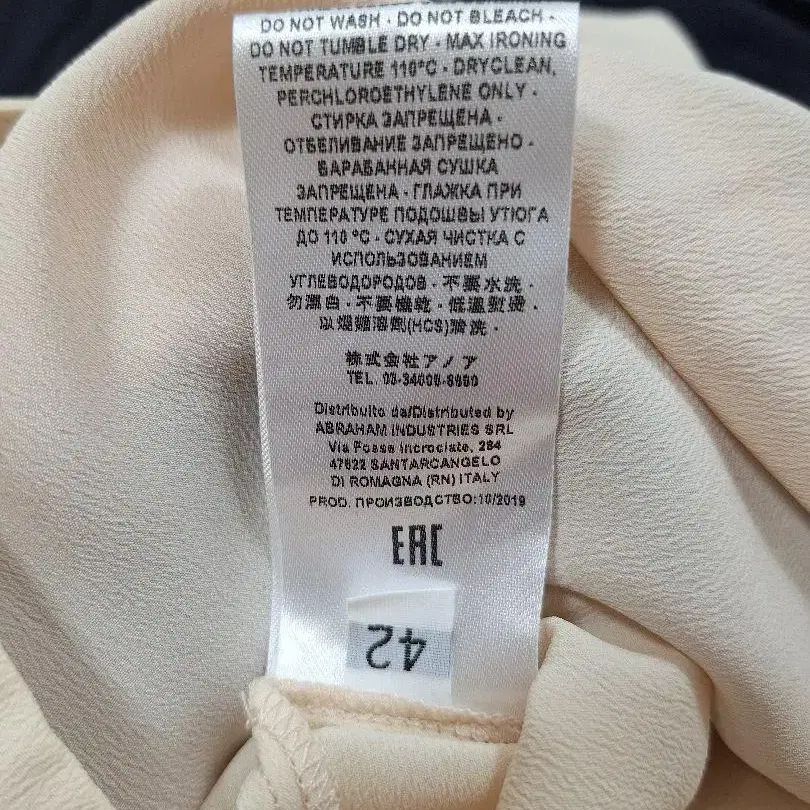 DO NOT WASH - DO NOT BLEACH -
DO NOT TUMBLE DRY - MAX IRONING
TEMPERATURE 110°C - DRYCLEAN,
PERCHLOROETHYLENE ONLY -
СТИРКА ЗАПРЕЩЕНА -
ОТБЕЛИВАНИЕ ЗАПРЕЩЕНО -
БАРАБАННАЯ СУШКА
ЗАПРЕЩЕНА - ГЛАЖКА ПРИ
ТЕМПЕРАТУРЕ ПОДОШВЫ УТЮГА
ДО 110 °C - СУХАЯ ЧИСТКА С
ИСПОЛЬЗОВАНИЕМ
УГЛЕВОДОРОДОВ - 不要水洗 -
勿漂白 - 不要機乾 - 低溫熨燙 -
(HCS)
株式会社アノア
TEL.
Distribuito da/Distributed by
ABRAHAM INDUSTRIES SRL
Via Fosse Incrociate, 284
47822 SANTARCANGELO
DI ROMAGNA (RN) ITALY
PROD. ПРОИЗВОДСТВО:10/2019
EAC
42